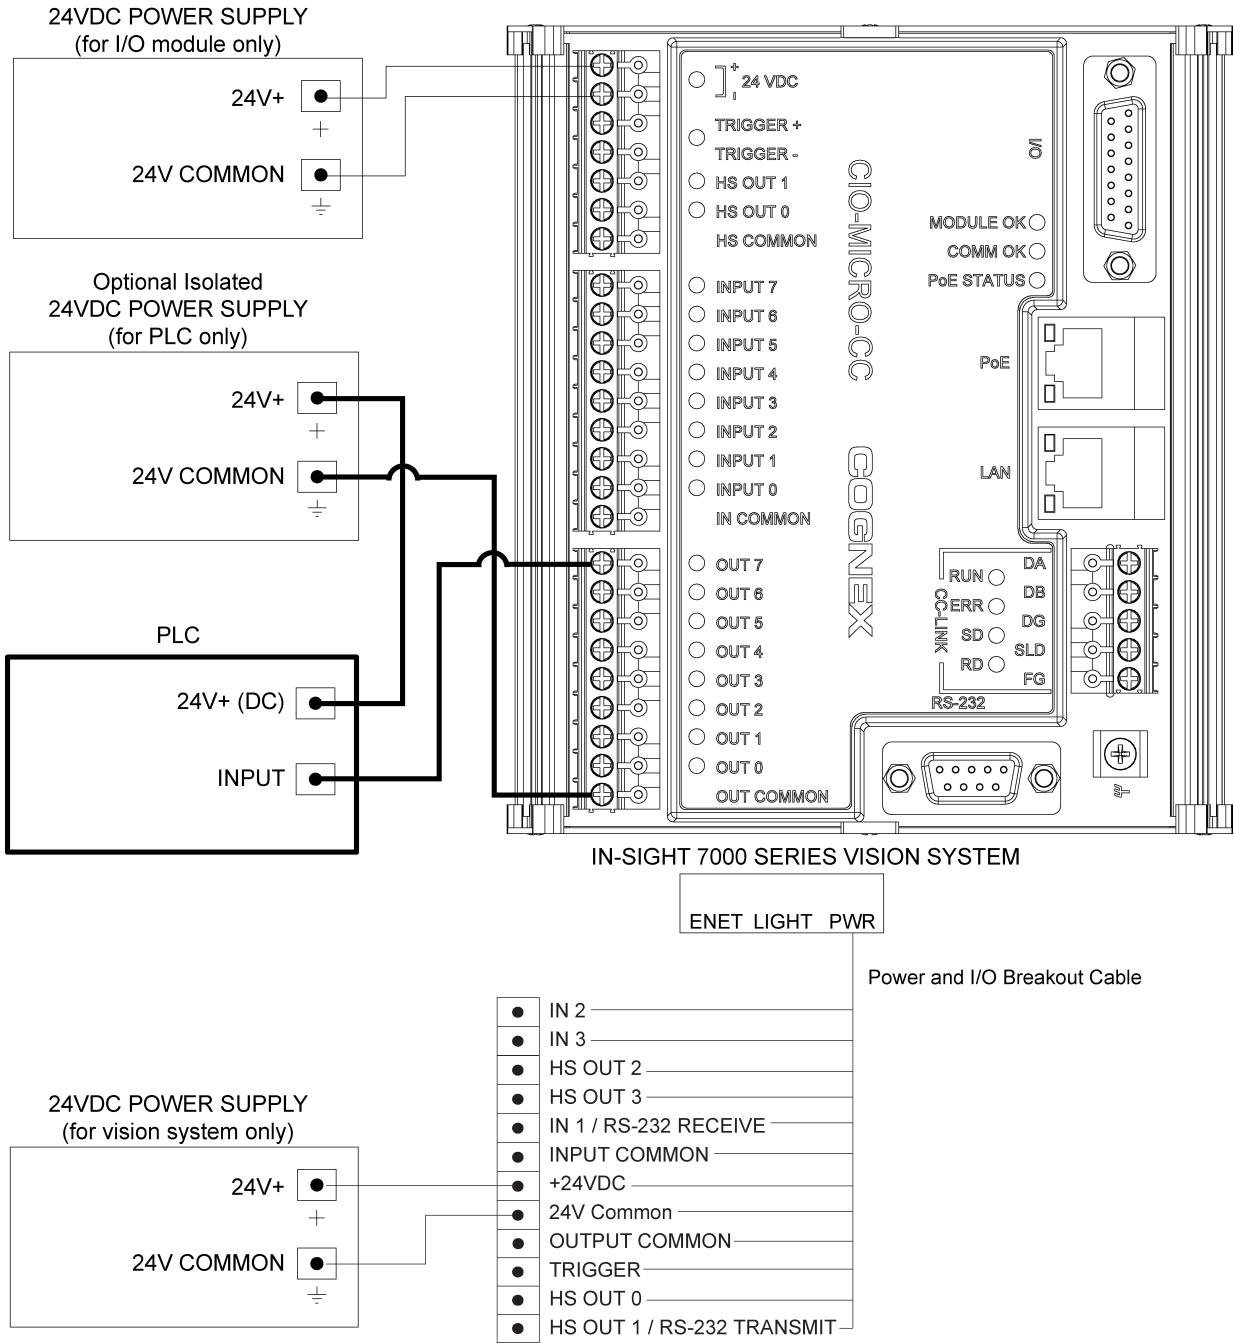 24VDC POWER SUPPLY
(for I/O module only)
24V+
+
24V COMMON
Optional Isolated
24VDC POWER SUPPLY
(for PLC only)
24V+
+
24V COMMON
PLC
24V+ (DC)
INPUT
+
24 VDC
-
TRIGGER +
TRIGGER -
HS OUT 1
HS OUT 0
HS COMMON
INPUT 7
INPUT 6
INPUT 5
INPUT 4
INPUT 3
INPUT 2
INPUT 1
INPUT 0
IN COMMON
OUT 7
OUT 6
OUT 5
OUT 4
OUT 3
OUT 2
OUT 1
OUT 0
OUT COMMON
CIO-MICRO-CC
COGNEX
I/O
MODULE OK
COMM OK
PoE STATUS
PoE
LAN
CC-LINK
RUN
ERR
SD
RD
DA
DB
DG
SLD
FG
RS-232
IN-SIGHT 7000 SERIES VISION SYSTEM
ENET LIGHT PWR
Power and I/O Breakout Cable
IN 2
IN 3
HS OUT 2
HS OUT 3
IN 1 / RS-232 RECEIVE
INPUT COMMON
+24VDC
24V Common
OUTPUT COMMON
TRIGGER
HS OUT 0
HS OUT 1 / RS-232 TRANSMIT
24VDC POWER SUPPLY
(for vision system only)
24V+
+
24V COMMON